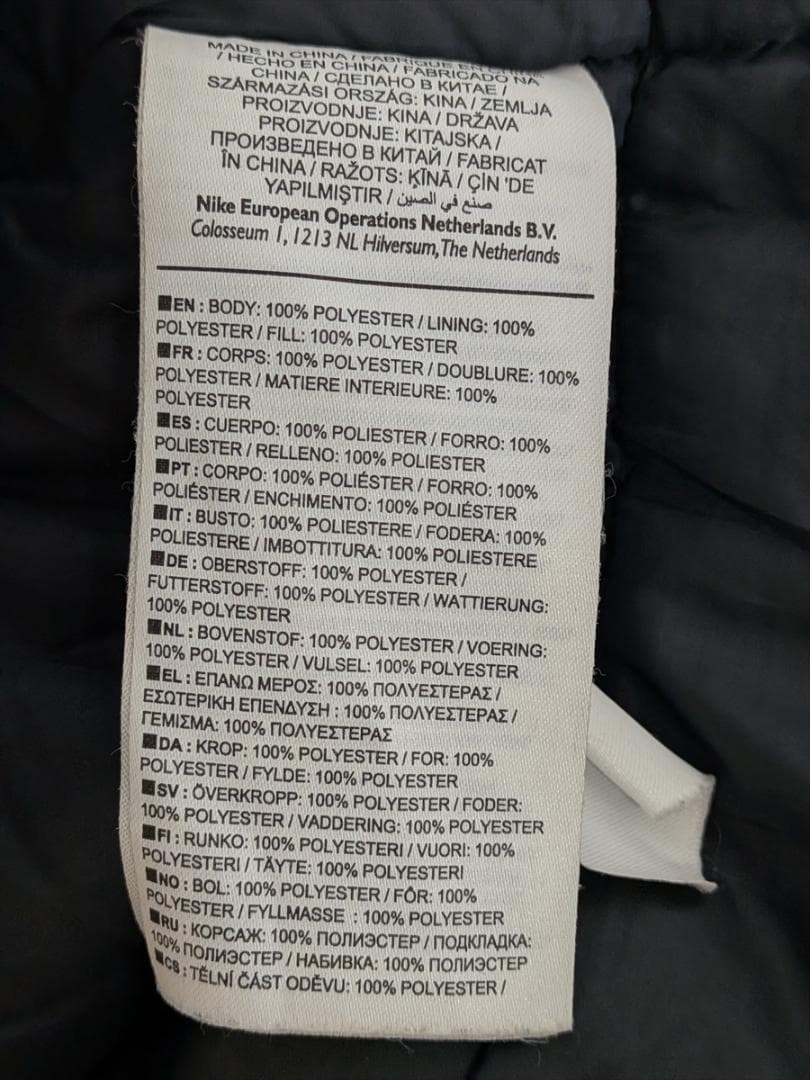 MADE IN CHINA / FABRIQUE EN CHINE
/ HECHO EN CHINA / FABRICADO NA
CHINA / СДЕЛАНО В КИТАЕ /
SZÁRMAZÁSI ORSZÁG: KINA / ZEMLJA
PROIZVODNJE: KINA / DRŽAVA
PROIZVODNJE: KITAJSKA /
ПРОИЗВЕДЕНО В КИТАЙ / FABRICAT
ÎN CHINA / RAŽOTS: ĶĪNĀ / ÇİN 'DE
YAPILMIŞTIR / صنع في الصين
Nike European Operations Netherlands B.V.
Colosseum 1, 1213 NL Hilversum, The Netherlands
■EN : BODY: 100% POLYESTER / LINING: 100%
POLYESTER / FILL: 100% POLYESTER
■FR : CORPS: 100% POLYESTER / DOUBLURE: 100%
POLYESTER / MATIERE INTERIEURE: 100%
POLYESTER
■ES : CUERPO: 100% POLIESTER / FORRO: 100%
POLIESTER / RELLENO: 100% POLIESTER
■PT : CORPO: 100% POLIÉSTER / FORRO: 100%
POLIÉSTER / ENCHIMENTO: 100% POLIÉSTER
■IT : BUSTO: 100% POLIESTERE / FODERA: 100%
POLIESTERE / IMBOTTITURA: 100% POLIESTERE
■DE : OBERSTOFF: 100% POLYESTER /
FUTTERSTOFF: 100% POLYESTER / WATTIERUNG:
100% POLYESTER
■NL : BOVENSTOF: 100% POLYESTER / VOERING:
100% POLYESTER / VULSEL: 100% POLYESTER
■EL : ΕΠΑΝΩ ΜΕΡΟΣ: 100% ΠΟΛΥΕΣΤΕΡΑΣ /
ΕΣΩΤΕΡΙΚΗ ΕΠΕΝΔΥΣΗ : 100% ΠΟΛΥΕΣΤΕΡΑΣ /
ΓΕΜΙΣΜΑ: 100% ΠΟΛΥΕΣΤΕΡΑΣ
■DA : KROP: 100% POLYESTER / FOR: 100%
POLYESTER / FYLDE: 100% POLYESTER
■SV : ÖVERKROPP: 100% POLYESTER / FODER:
100% POLYESTER / VADDERING: 100% POLYESTER
■FI : RUNKO: 100% POLYESTERI / VUORI: 100%
POLYESTERI / TÄYTE: 100% POLYESTERI
■NO : BOL: 100% POLYESTER / FÔR: 100%
POLYESTER / FYLLMASSE : 100% POLYESTER
■RU : КОРСАЖ: 100% ПОЛИЭСТЕР / ПОДКЛАДКА:
100% ПОЛИЭСТЕР / НАБИВКА: 100% ПОЛИЭСТЕР
■CS : TĚLNÍ ČÁST ODĚVU: 100% POLYESTER /